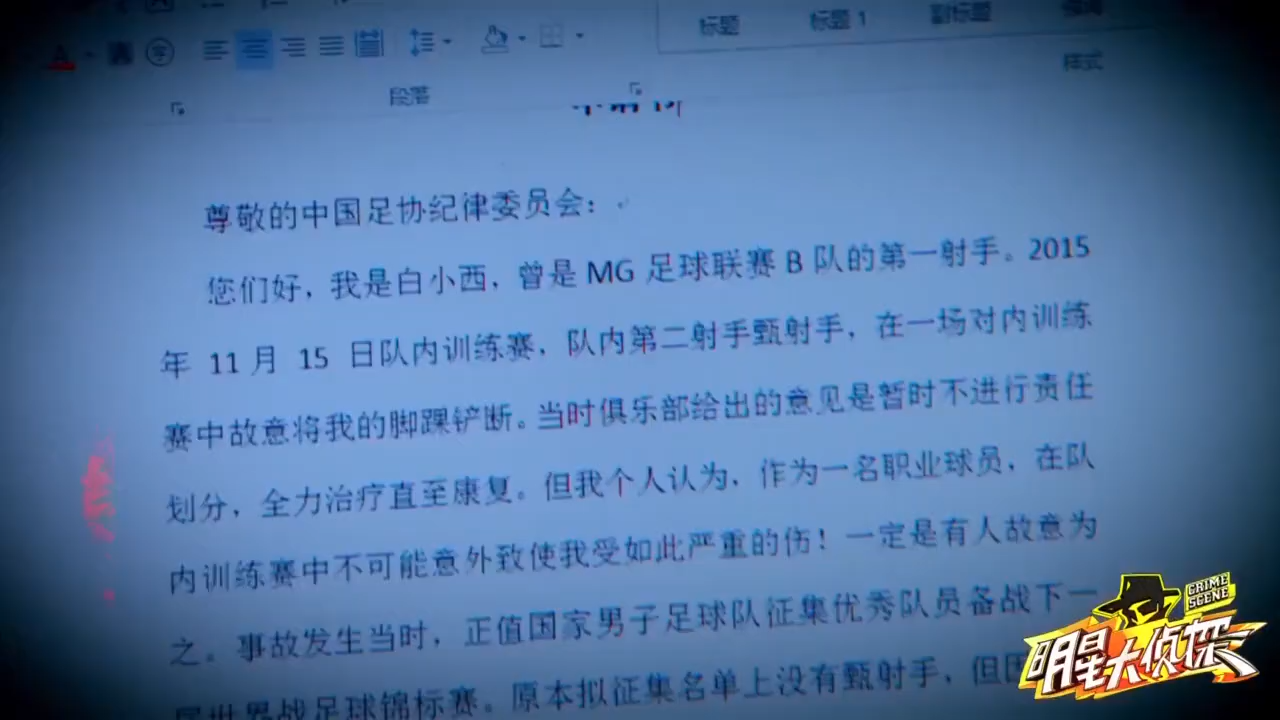 标题
标题 1
副标题
段落
样式
尊敬的中国足协纪律委员会：
您们好，我是白小西，曾是 MG 足球联赛 B 队的第一射手。2015
年 11 月 15 日队内训练赛，队内第二射手甄射手，在一场对内训练
赛中故意将我的脚踝铲断。当时俱乐部给出的意见是暂时不进行责任
划分，全力治疗直至康复。但我个人认为，作为一名职业球员，在队
内训练赛中不可能意外致使我受如此严重的伤！一定是有人故意为
之。事故发生当时，正值国家男子足球队征集优秀队员备战下一
届世界战足球锦标赛。原本拟征集名单上没有甄射手，但因
CRIME SCENE
明星大侦探